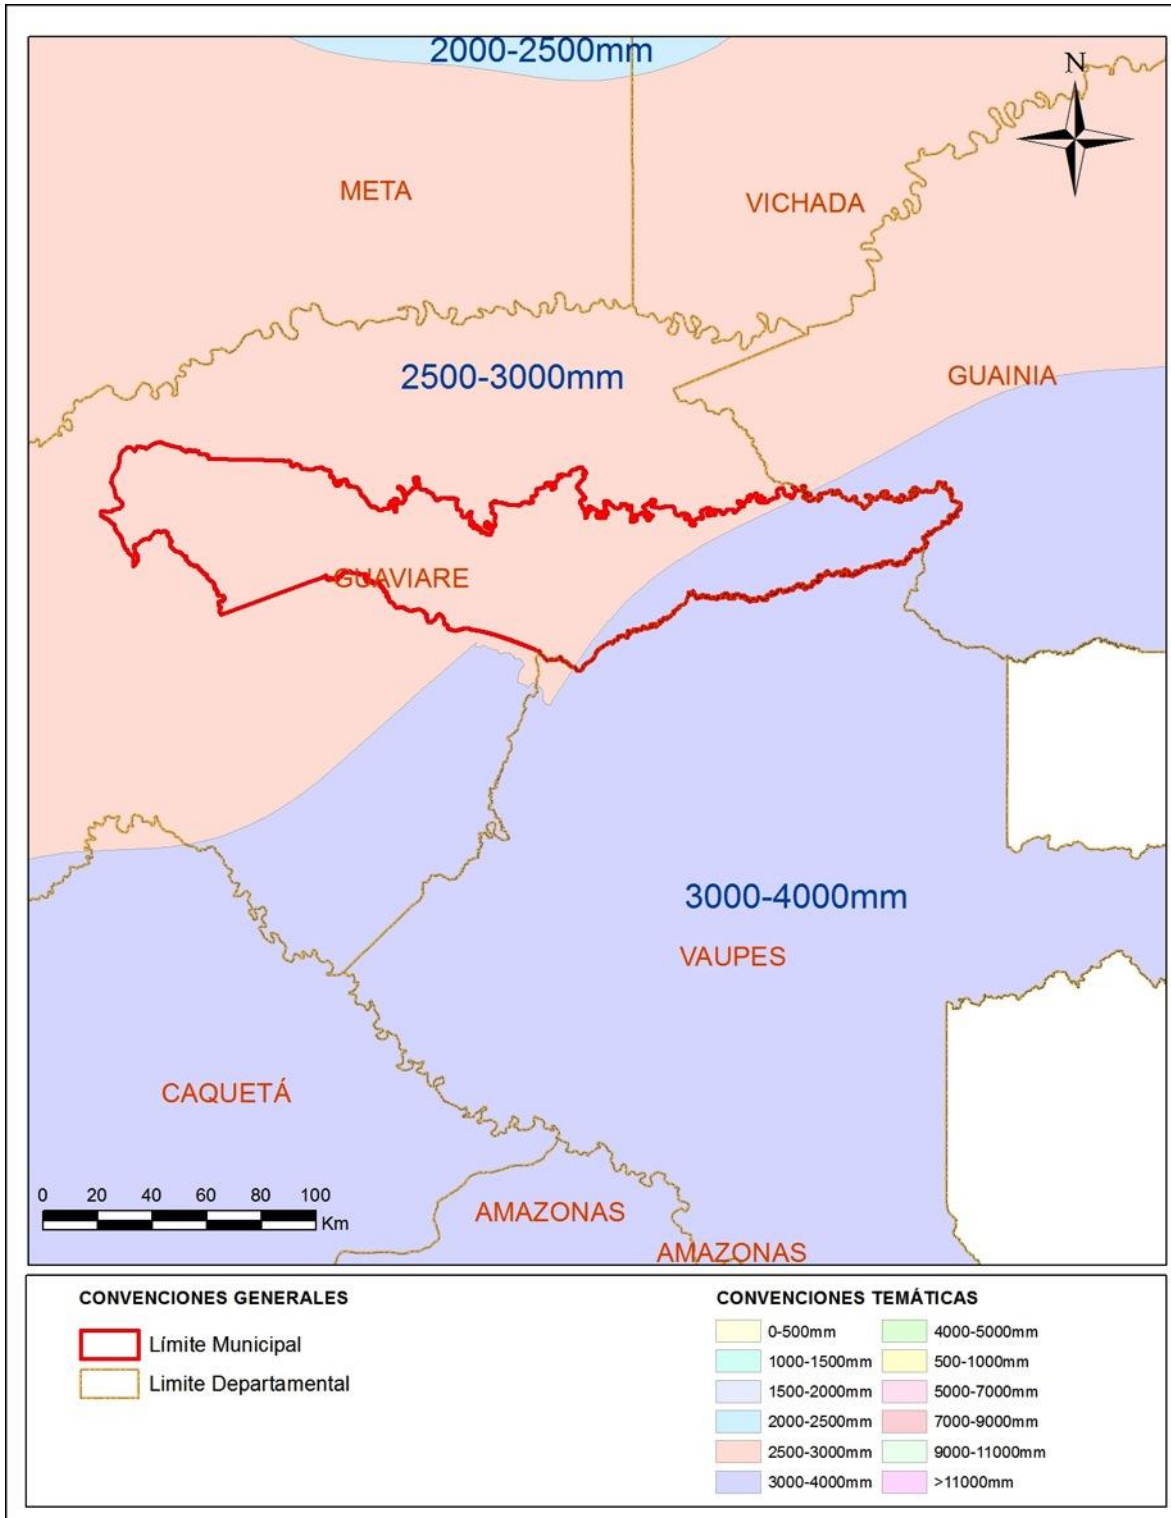 2000-2500mm
N
META
VICHADA
2500-3000mm
GUAINIA
GUAVIARE
3000-4000mm
VAUPES
CAQUETÁ
0 20 40 60 80 100
Km
AMAZONAS
AMAZONAS
CONVENCIONES GENERALES
Límite Municipal
Limite Departamental
CONVENCIONES TEMÁTICAS
0-500mm
1000-1500mm
1500-2000mm
2000-2500mm
2500-3000mm
3000-4000mm
4000-5000mm
500-1000mm
5000-7000mm
7000-9000mm
9000-11000mm
>11000mm